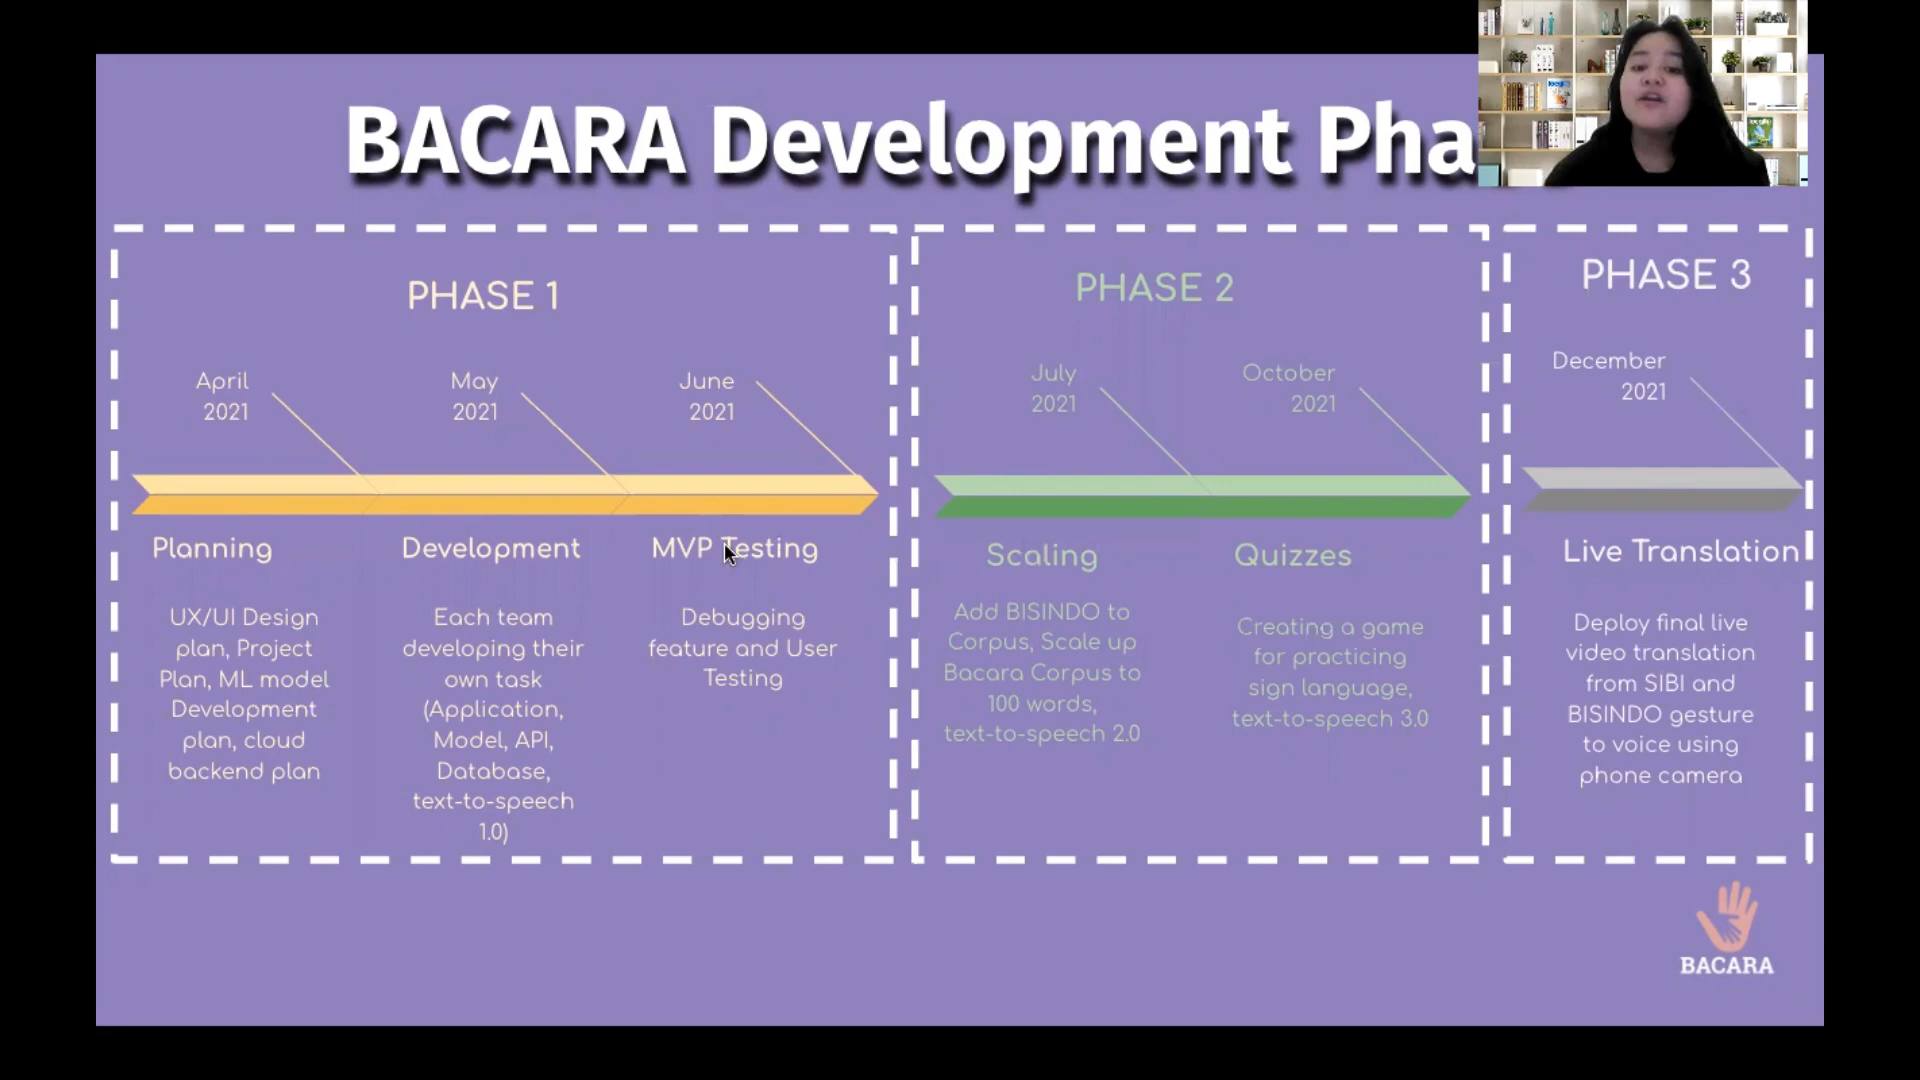 BACARA Development Pha
PHASE 1
April
2021
May
2021
June
2021
Planning
Development
MVP Testing
UX/UI Design
plan, Project
Plan, ML model
Development
plan, cloud
backend plan
Each team
developing their
own task
(Application,
Model, API,
Database,
text-to-speech
1.0)
Debugging
feature and User
Testing
PHASE 2
July
2021
October
2021
Scaling
Quizzes
Add BISINDO to
Corpus, Scale up
Bacara Corpus to
100 words,
text-to-speech 2.0
Creating a game
for practicing
sign language,
text-to-speech 3.0
PHASE 3
December
2021
Live Translation
Deploy final live
video translation
from SIBI and
BISINDO gesture
to voice using
phone camera
BACARA